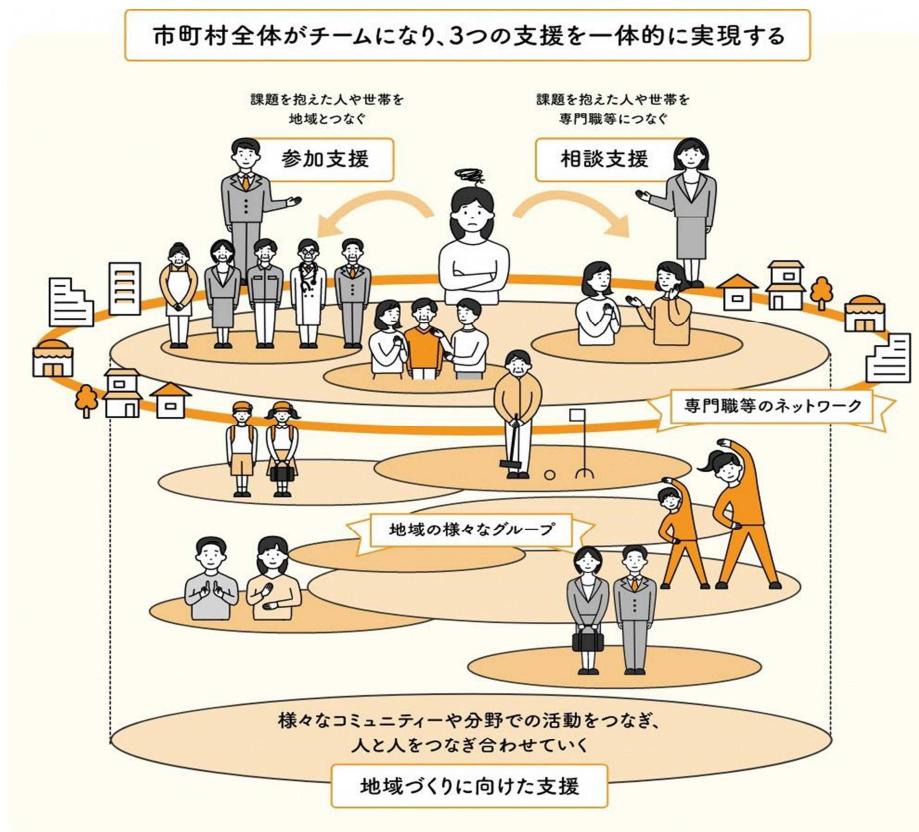 市町村全体がチームになり、3つの支援を一体的に実現する
課題を抱えた人や世帯を
地域とつなぐ
参加支援
課題を抱えた人や世帯を
専門職等につなぐ
相談支援
専門職等のネットワーク
地域の様々なグループ
様々なコミュニティーや分野での活動をつなぎ、
人と人をつなぎ合わせていく
地域づくりに向けた支援